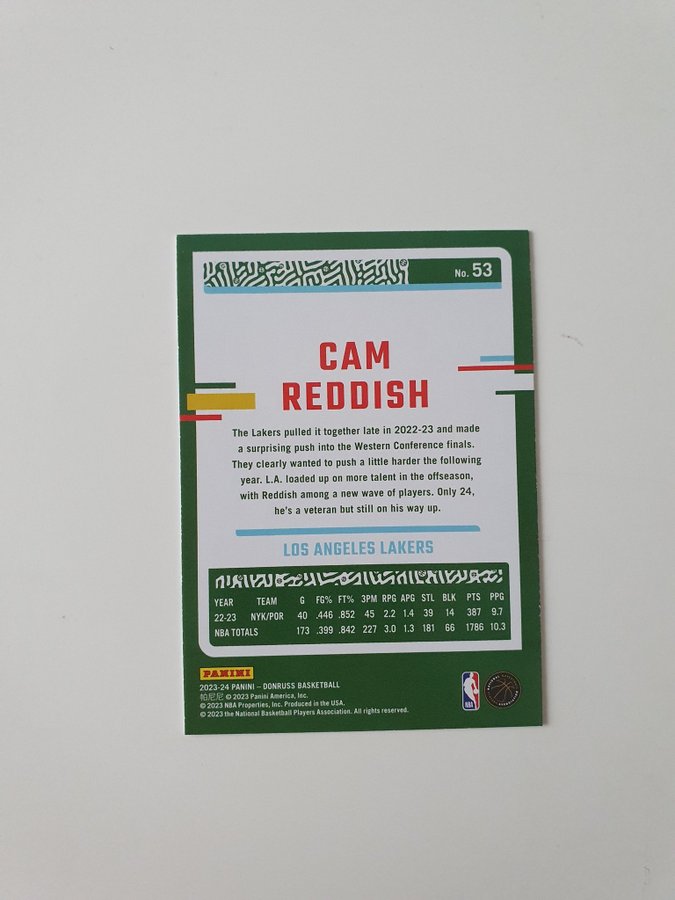 No. 53
CAM
REDDISH
The Lakers pulled it together late in 2022-23 and made
a surprising push into the Western Conference finals.
They clearly wanted to push a little harder the following
year. L.A. loaded up on more talent in the offseason,
with Reddish among a new wave of players. Only 24,
he's a veteran but still on his way up.
LOS ANGELES LAKERS
YEAR TEAM G FG% FT% 3PM RPG APG STL BLK PTS PPG
22-23 NYK/POR 40 .446 .852 45 2.2 1.4 39 14 387 9.7
NBA TOTALS 173 .399 .842 227 3.0 1.3 181 66 1786 10.3
PANINI
2023-24 PANINI – DONRUSS BASKETBALL
帕尼尼 © 2023 Panini America, Inc.
© 2023 NBA Properties, Inc. Produced in the USA.
© 2023 the National Basketball Players Association. All rights reserved.
NBA